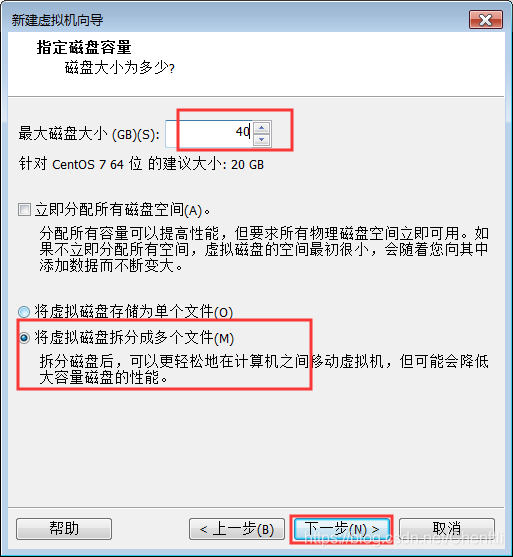 新建虚拟机向导
指定磁盘容量
磁盘大小为多少?
最大磁盘大小 (GB)(S): 40
针对 CentOS 7 64 位 的建议大小: 20 GB
立即分配所有磁盘空间(A)。
分配所有容量可以提高性能，但要求所有物理磁盘空间立即可用。如
果不立即分配所有空间，虚拟磁盘的空间最初很小，会随着您向其中
添加数据而不断变大。
将虚拟磁盘存储为单个文件(O)
将虚拟磁盘拆分成多个文件(M)
拆分磁盘后，可以更轻松地在计算机之间移动虚拟机，但可能会降低
大容量磁盘的性能。
帮助 < 上一步(B) 下一步(N) > 取消